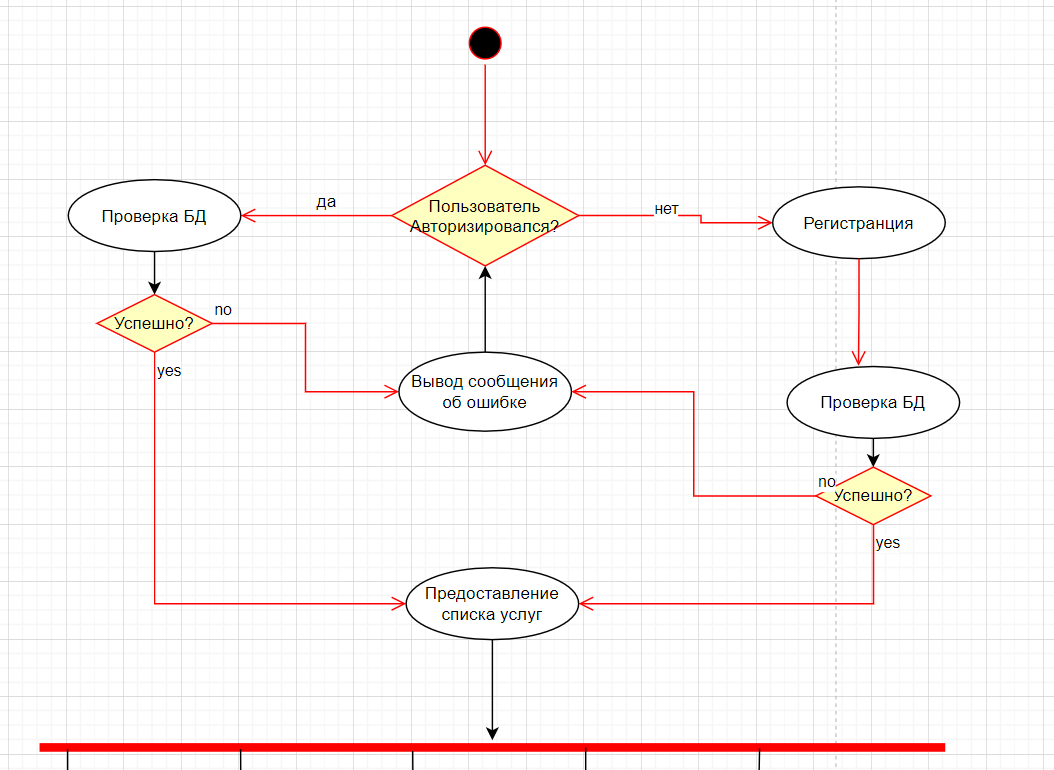 Пользователь
Авторизировался?
да
нет
Проверка БД
Регистранция
Успешно?
no
yes
Вывод сообщения
об ошибке
Проверка БД
no
Успешно?
yes
Предоставление
списка услуг